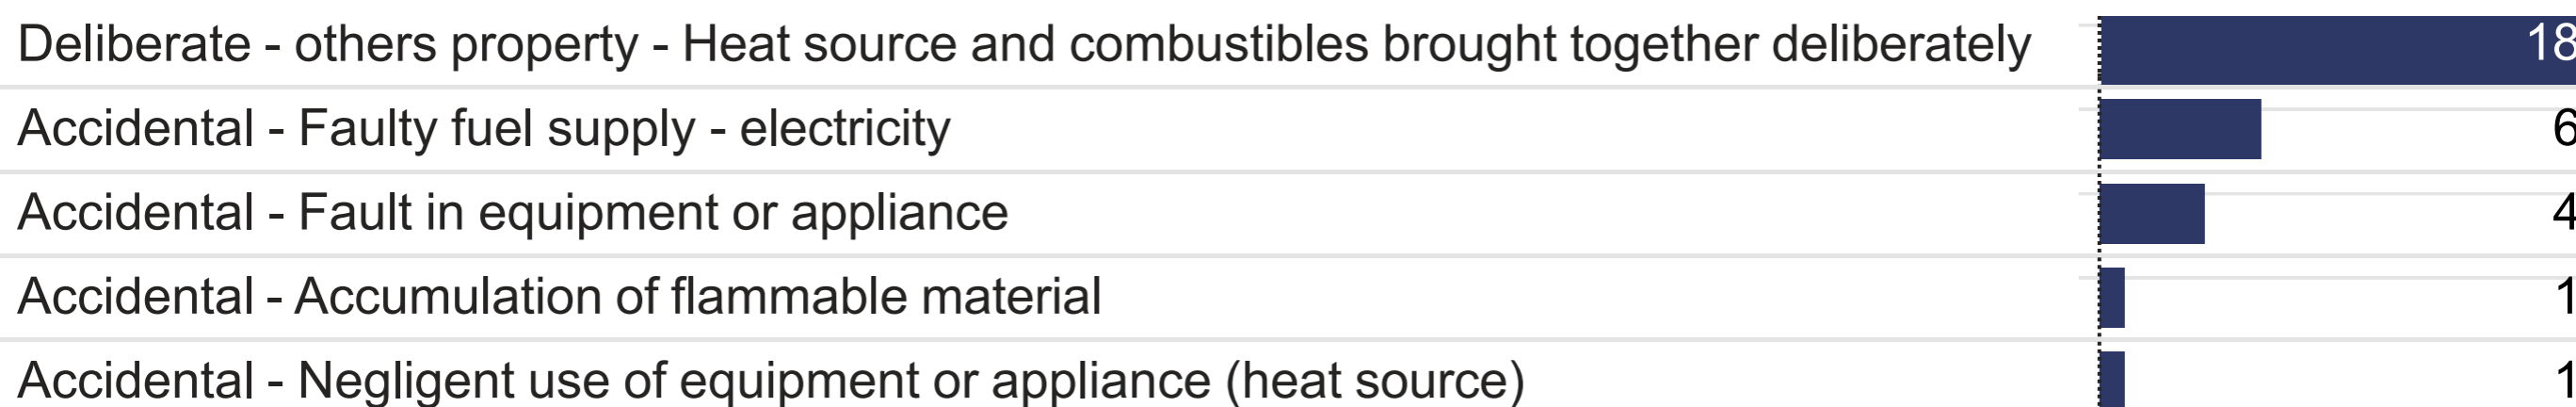 Deliberate - others property - Heat source and combustibles brought together deliberately 18
Accidental - Faulty fuel supply - electricity 6
Accidental - Fault in equipment or appliance 4
Accidental - Accumulation of flammable material 1
Accidental - Negligent use of equipment or appliance (heat source) 1